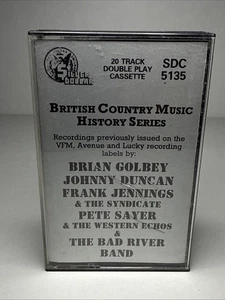 SILVER DOLLAR
20 TRACK
DOUBLE PLAY
CASSETTE
SDC
5135
BRITISH COUNTRY MUSIC
HISTORY SERIES
Recordings previously issued on the
VFM, Avenue and Lucky recording
labels by:
BRIAN GOLBEY
JOHNNY DUNCAN
FRANK JENNINGS
& THE SYNDICATE
PETE SAYER
& THE WESTERN ECHOS
&
THE BAD RIVER
BAND